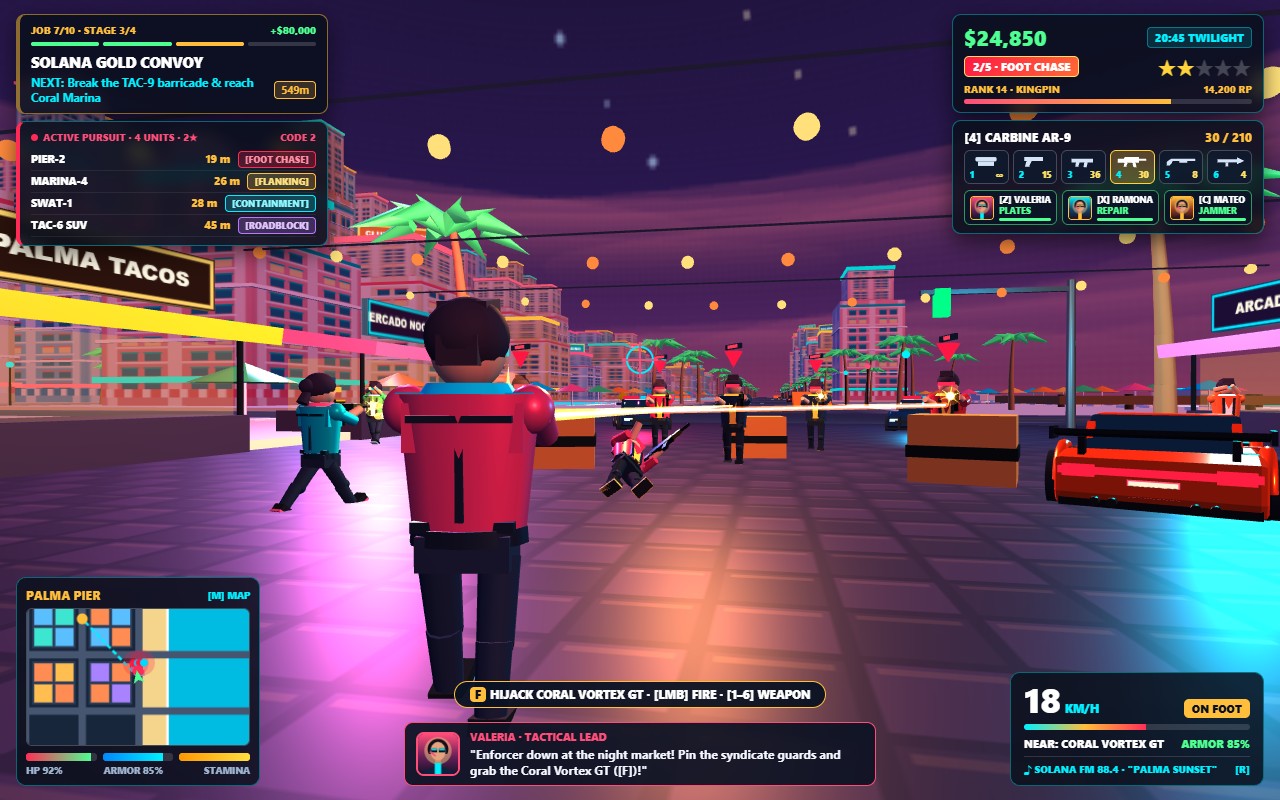 JOB 7/10 · STAGE 3/4
+$80,000
SOLANA GOLD CONVOY
NEXT: Break the TAC-9 barricade & reach
Coral Marina
549m
ACTIVE PURSUIT · 4 UNITS · 2★
CODE 2
PIER-2 19 m [FOOT CHASE]
MARINA-4 26 m [FLANKING]
SWAT-1 28 m [CONTAINMENT]
TAC-6 SUV 45 m [ROADBLOCK]
$24,850
20:45 TWILIGHT
2/5 · FOOT CHASE
RANK 14 · KINGPIN
14,200 RP
[4] CARBINE AR-9
30 / 210
1 ∞
2 15
3 36
4 30
5 8
6 4
[Z] VALERIA
PLATES
[X] RAMONA
REPAIR
[C] MATEO
JAMMER
PALMA TACOS
ERCADO NOC
ARCAD
PALMA PIER
[M] MAP
HP 92%
ARMOR 85%
STAMINA
F HIJACK CORAL VORTEX GT · [LMB] FIRE · [1–6] WEAPON
VALERIA · TACTICAL LEAD
"Enforcer down at the night market! Pin the syndicate guards and
grab the Coral Vortex GT ([F])!"
18 KM/H
ON FOOT
NEAR: CORAL VORTEX GT
ARMOR 85%
♪ SOLANA FM 88.4 · "PALMA SUNSET"
[R]